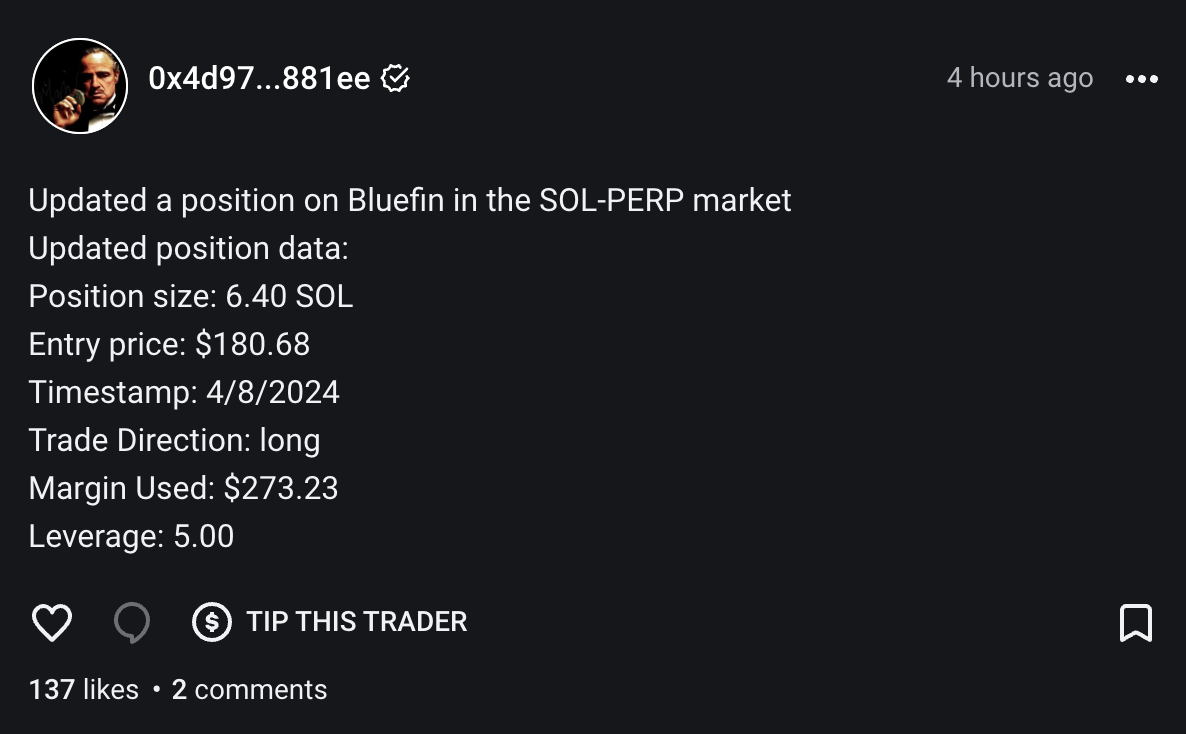 0x4d97...881ee
4 hours ago
Updated a position on Bluefin in the SOL-PERP market
Updated position data:
Position size: 6.40 SOL
Entry price: $180.68
Timestamp: 4/8/2024
Trade Direction: long
Margin Used: $273.23
Leverage: 5.00
$ TIP THIS TRADER
137 likes • 2 comments